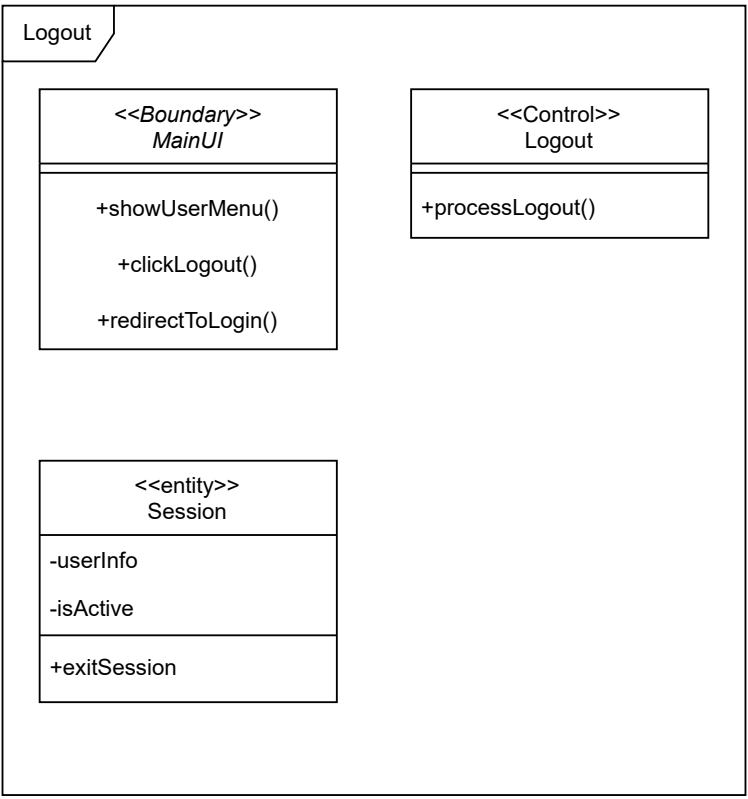 Logout
<<Boundary>>
MainUI
+showUserMenu()
+clickLogout()
+redirectToLogin()
<<Control>>
Logout
+processLogout()
<<entity>>
Session
-userInfo
-isActive
+exitSession